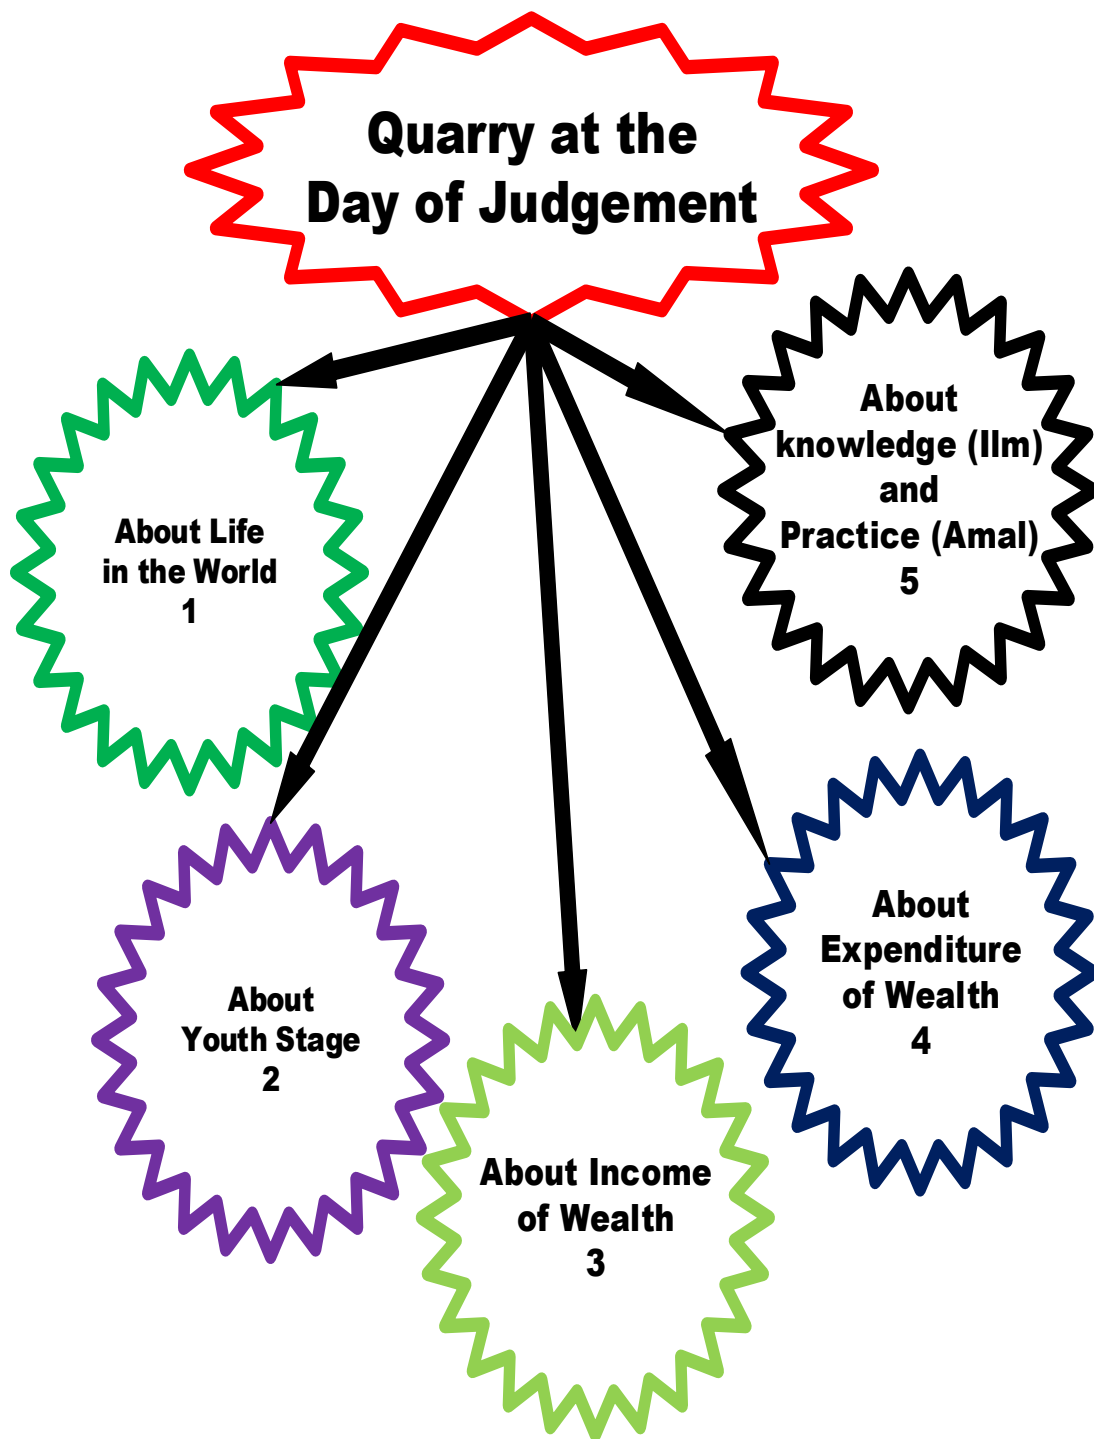 Quarry at the
Day of Judgement
About Life
in the World
1
About
Youth Stage
2
About Income
of Wealth
3
About
Expenditure
of Wealth
4
About
knowledge (Ilm)
and
Practice (Amal)
5